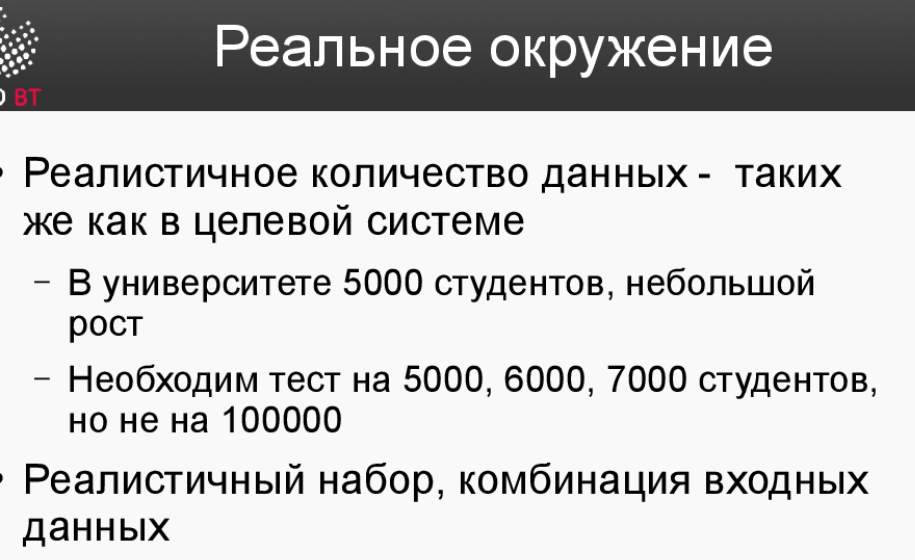 Реальное окружение
ВТ
• Реалистичное количество данных - таких
же как в целевой системе
– В университете 5000 студентов, небольшой
рост
– Необходим тест на 5000, 6000, 7000 студентов,
но не на 100000
• Реалистичный набор, комбинация входных
данных